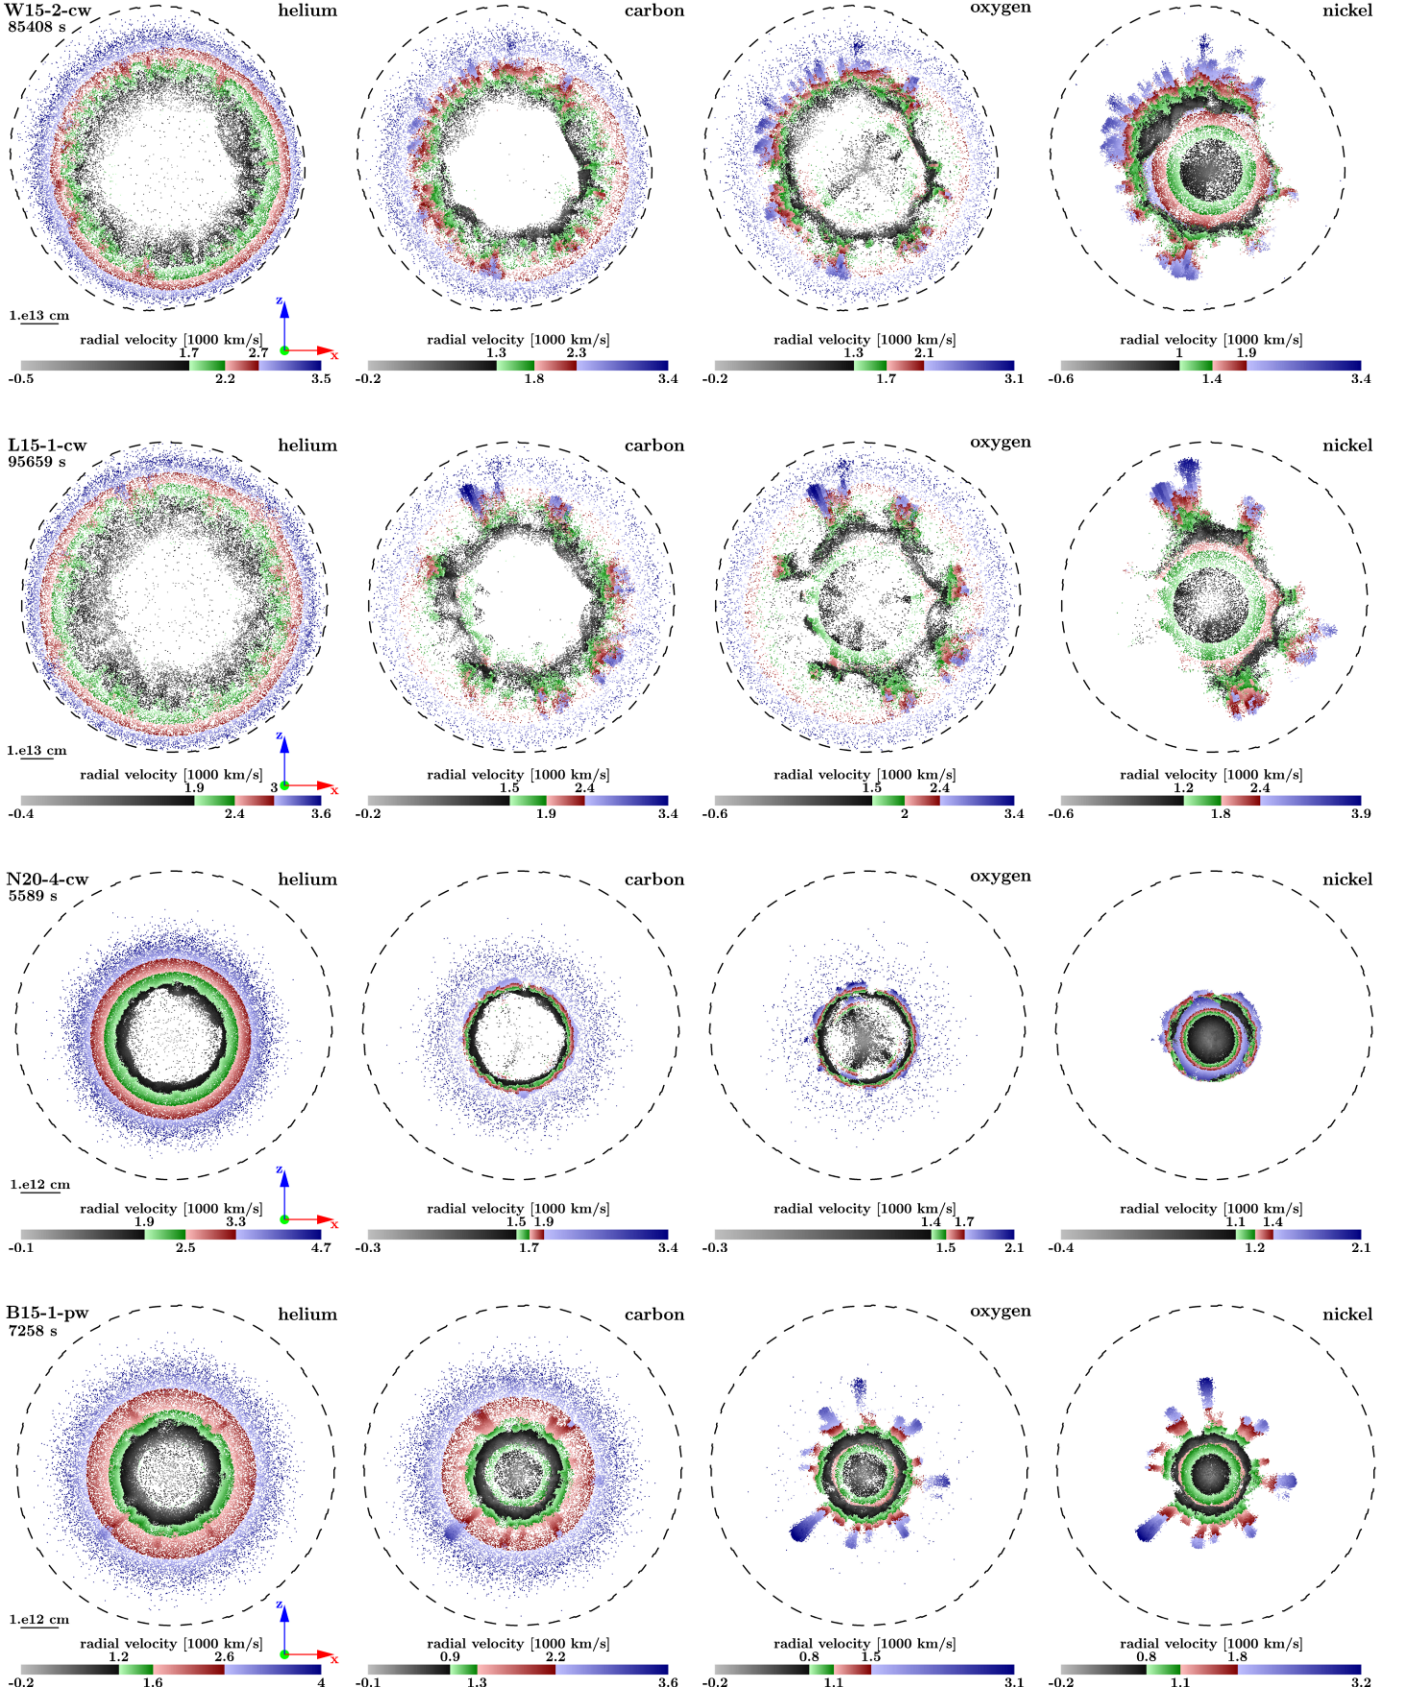 W15-2-cw helium carbon oxygen nickel
85408 s
1.e13 cm z x
radial velocity [1000 km/s] radial velocity [1000 km/s] radial velocity [1000 km/s] radial velocity [1000 km/s]
1.7 2.7 1.3 2.3 1.3 2.1 1 1.9
-0.5 2.2 3.5 -0.2 1.8 3.4 -0.2 1.7 3.1 -0.6 1.4 3.4
L15-1-cw helium carbon oxygen nickel
95659 s
1.e13 cm z x
radial velocity [1000 km/s] radial velocity [1000 km/s] radial velocity [1000 km/s] radial velocity [1000 km/s]
1.9 3 1.5 2.4 1.5 2.4 1.2 2.4
-0.4 2.4 3.6 -0.2 1.9 3.4 -0.6 2 3.4 -0.6 1.8 3.9
N20-4-cw helium carbon oxygen nickel
5589 s
1.e12 cm z x
radial velocity [1000 km/s] radial velocity [1000 km/s] radial velocity [1000 km/s] radial velocity [1000 km/s]
1.9 3.3 1.5 1.9 1.4 1.7 1.1 1.4
-0.1 2.5 4.7 -0.3 1.7 3.4 -0.3 1.5 2.1 -0.4 1.2 2.1
B15-1-pw helium carbon oxygen nickel
7258 s
1.e12 cm z x
radial velocity [1000 km/s] radial velocity [1000 km/s] radial velocity [1000 km/s] radial velocity [1000 km/s]
1.2 2.6 0.9 2.2 0.8 1.5 0.8 1.8
-0.2 1.6 4 -0.1 1.3 3.6 -0.2 1.1 3.1 -0.2 1.1 3.2